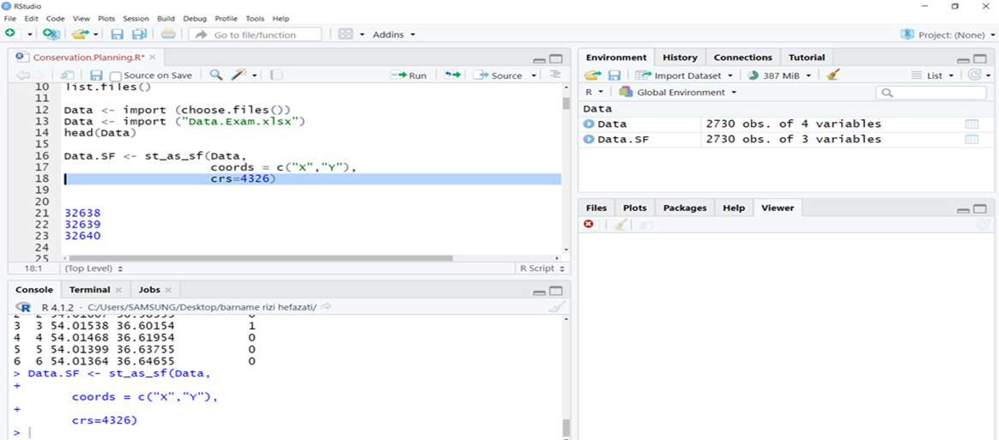 RStudio
File Edit Code View Plots Session Build Debug Profile Tools Help
Go to file/function Addins Project: (None)
Conservation.Planning.R*
Source on Save Run Source
10 list.files()
11
12 Data <- import (choose.files())
13 Data <- import ("Data.Exam.xlsx")
14 head(Data)
15
16 Data.SF <- st_as_sf(Data,
17 coords = c("X","Y"),
18 crs=4326)
19
20
21 32638
22 32639
23 32640
24
25
18:1 (Top Level) R Script
Console Terminal Jobs
R 4.1.2 · C:/Users/SAMSUNG/Desktop/barname rizi hefazati/
3 3 54.01538 36.60154 1
4 4 54.01468 36.61954 0
5 5 54.01399 36.63755 0
6 6 54.01364 36.64655 0
> Data.SF <- st_as_sf(Data,
+
coords = c("X","Y"),
+
crs=4326)
>
Environment History Connections Tutorial
Import Dataset 387 MiB List
R Global Environment
Data
Data 2730 obs. of 4 variables
Data.SF 2730 obs. of 3 variables
Files Plots Packages Help Viewer